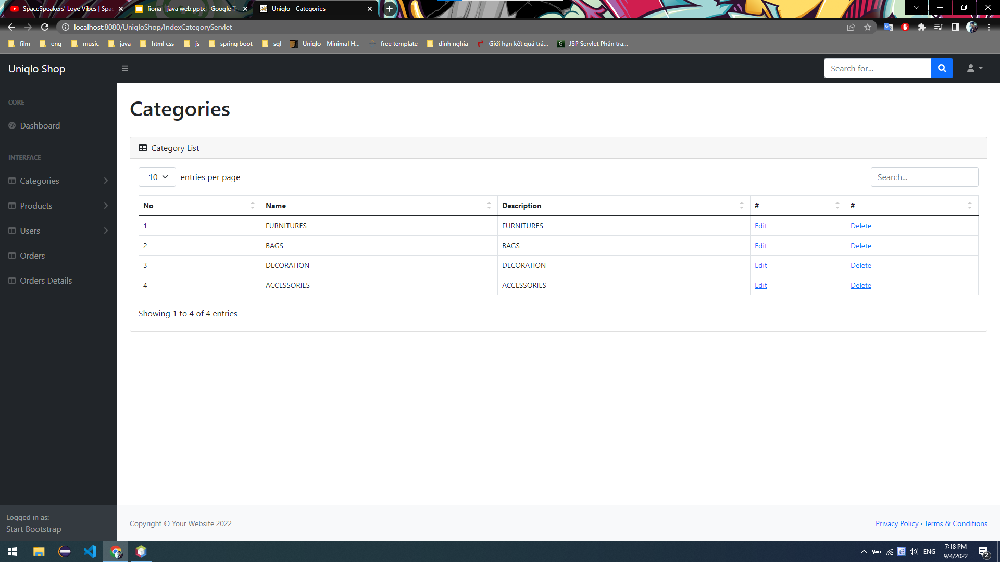 SpaceSpeakers' Love Vibes | Spac
fiona - java web.pptx - Google Tr
Uniqlo - Categories
localhost:8080/UniqloShop/IndexCategoryServlet
film
eng
music
java
html css
js
spring boot
sql
Uniqlo - Minimal H...
free template
dinh nghia
Giới hạn kết quả trả...
JSP Servlet Phân tra...
Uniqlo Shop
Search for...
CORE
Dashboard
INTERFACE
Categories
Products
Users
Orders
Orders Details
Logged in as:
Start Bootstrap
Categories
Category List
10 entries per page
Search...
No Name Description # #
1 FURNITURES FURNITURES Edit Delete
2 BAGS BAGS Edit Delete
3 DECORATION DECORATION Edit Delete
4 ACCESSORIES ACCESSORIES Edit Delete
Showing 1 to 4 of 4 entries
Copyright © Your Website 2022
Privacy Policy · Terms & Conditions
ENG
7:18 PM
9/4/2022
2